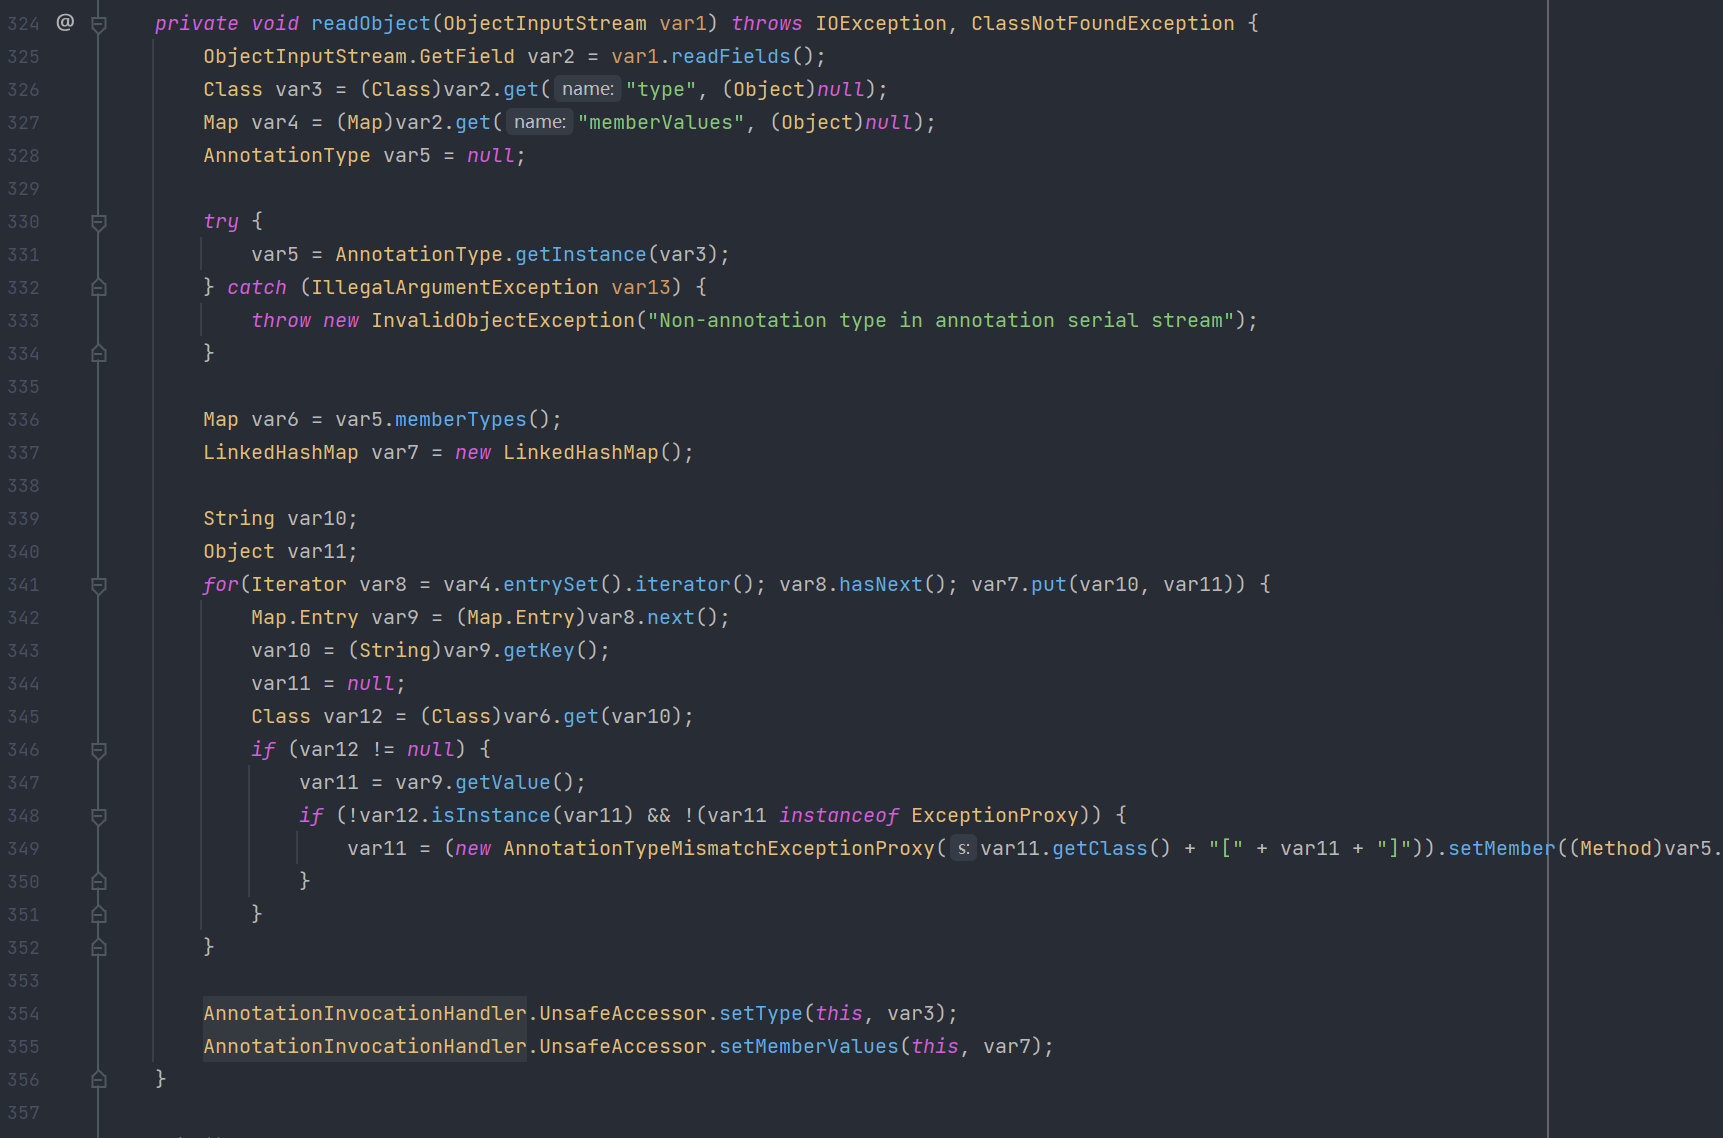 324 @ private void readObject(ObjectInputStream var1) throws IOException, ClassNotFoundException {
325 ObjectInputStream.GetField var2 = var1.readFields();
326 Class var3 = (Class)var2.get( name: "type", (Object)null);
327 Map var4 = (Map)var2.get( name: "memberValues", (Object)null);
328 AnnotationType var5 = null;
329
330 try {
331 var5 = AnnotationType.getInstance(var3);
332 } catch (IllegalArgumentException var13) {
333 throw new InvalidObjectException("Non-annotation type in annotation serial stream");
334 }
335
336 Map var6 = var5.memberTypes();
337 LinkedHashMap var7 = new LinkedHashMap();
338
339 String var10;
340 Object var11;
341 for(Iterator var8 = var4.entrySet().iterator(); var8.hasNext(); var7.put(var10, var11)) {
342 Map.Entry var9 = (Map.Entry)var8.next();
343 var10 = (String)var9.getKey();
344 var11 = null;
345 Class var12 = (Class)var6.get(var10);
346 if (var12 != null) {
347 var11 = var9.getValue();
348 if (!var12.isInstance(var11) && !(var11 instanceof ExceptionProxy)) {
349 var11 = (new AnnotationTypeMismatchExceptionProxy( s: var11.getClass() + "[" + var11 + "]")).setMember((Method)var5.
350 }
351 }
352 }
353
354 AnnotationInvocationHandler.UnsafeAccessor.setType(this, var3);
355 AnnotationInvocationHandler.UnsafeAccessor.setMemberValues(this, var7);
356 }
357